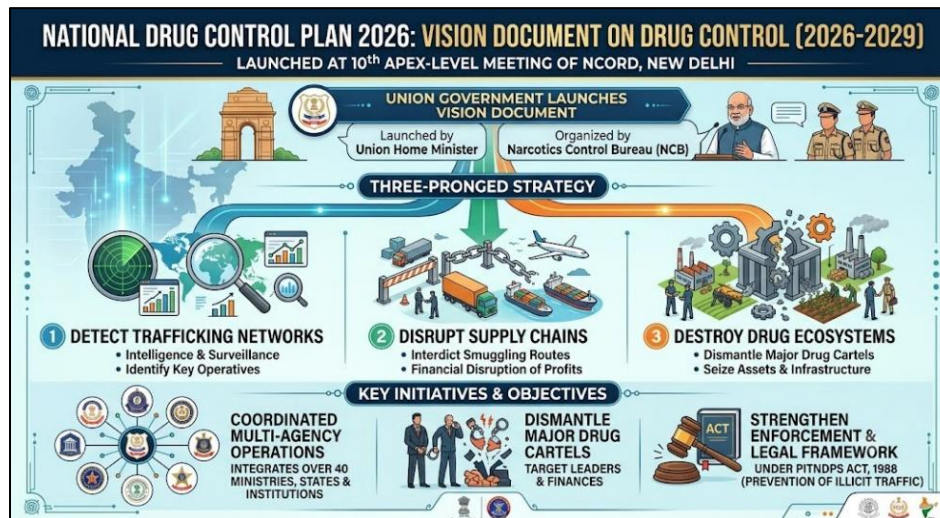 NATIONAL DRUG CONTROL PLAN 2026: VISION DOCUMENT ON DRUG CONTROL (2026-2029)
LAUNCHED AT 10th APEX-LEVEL MEETING OF NCORD, NEW DELHI
UNION GOVERNMENT LAUNCHES
VISION DOCUMENT
Launched by
Union Home Minister
Organized by
Narcotics Control Bureau (NCB)
THREE-PRONGED STRATEGY
1 DETECT TRAFFICKING NETWORKS
• Intelligence & Surveillance
• Identify Key Operatives
2 DISRUPT SUPPLY CHAINS
• Interdict Smuggling Routes
• Financial Disruption of Profits
3 DESTROY DRUG ECOSYSTEMS
• Dismantle Major Drug Cartels
• Seize Assets & Infrastructure
KEY INITIATIVES & OBJECTIVES
COORDINATED
MULTI-AGENCY
OPERATIONS
INTEGRATES OVER 40
MINISTRIES, STATES &
INSTITUTIONS
DISMANTLE
MAJOR DRUG
CARTELS
TARGET LEADERS
& FINANCES
ACT
STRENGTHEN
ENFORCEMENT &
LEGAL FRAMEWORK
UNDER PITNDPS ACT, 1988
(PREVENTION OF ILLICIT TRAFFIC)